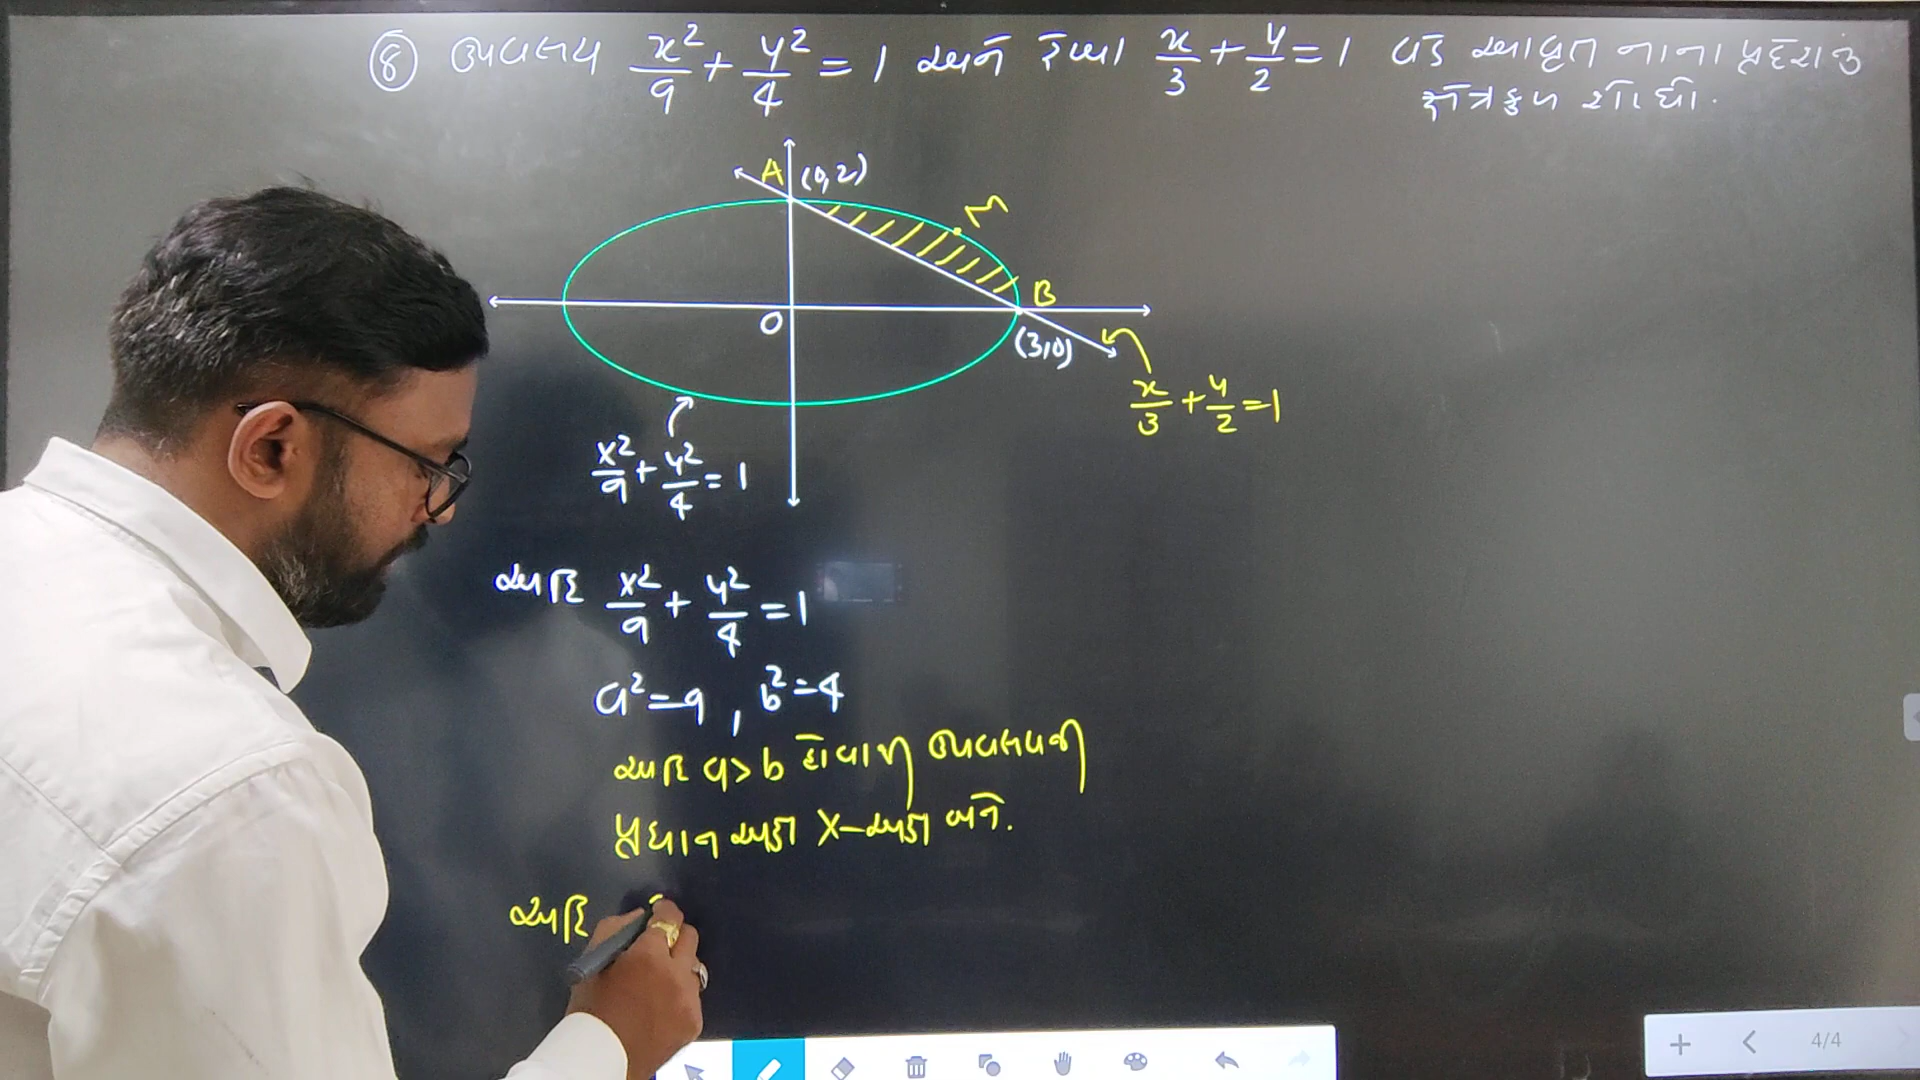 ⑧ ઉપવલય x²/9 + y²/4 = 1 અને રેખા x/3 + y/2 = 1 વડે આવૃત નાના પ્રદેશનું
ક્ષેત્રફળ શોધો.
A (0,2)
M
B
O
(3,0)
x/3 + y/2 = 1
x²/9 + y²/4 = 1
અહિં x²/9 + y²/4 = 1
a² = 9 , b² = 4
અહિં a > b હોવાથી ઉપવલયની
પ્રધાન અક્ષ X-અક્ષ બને.
અહિં
4/4